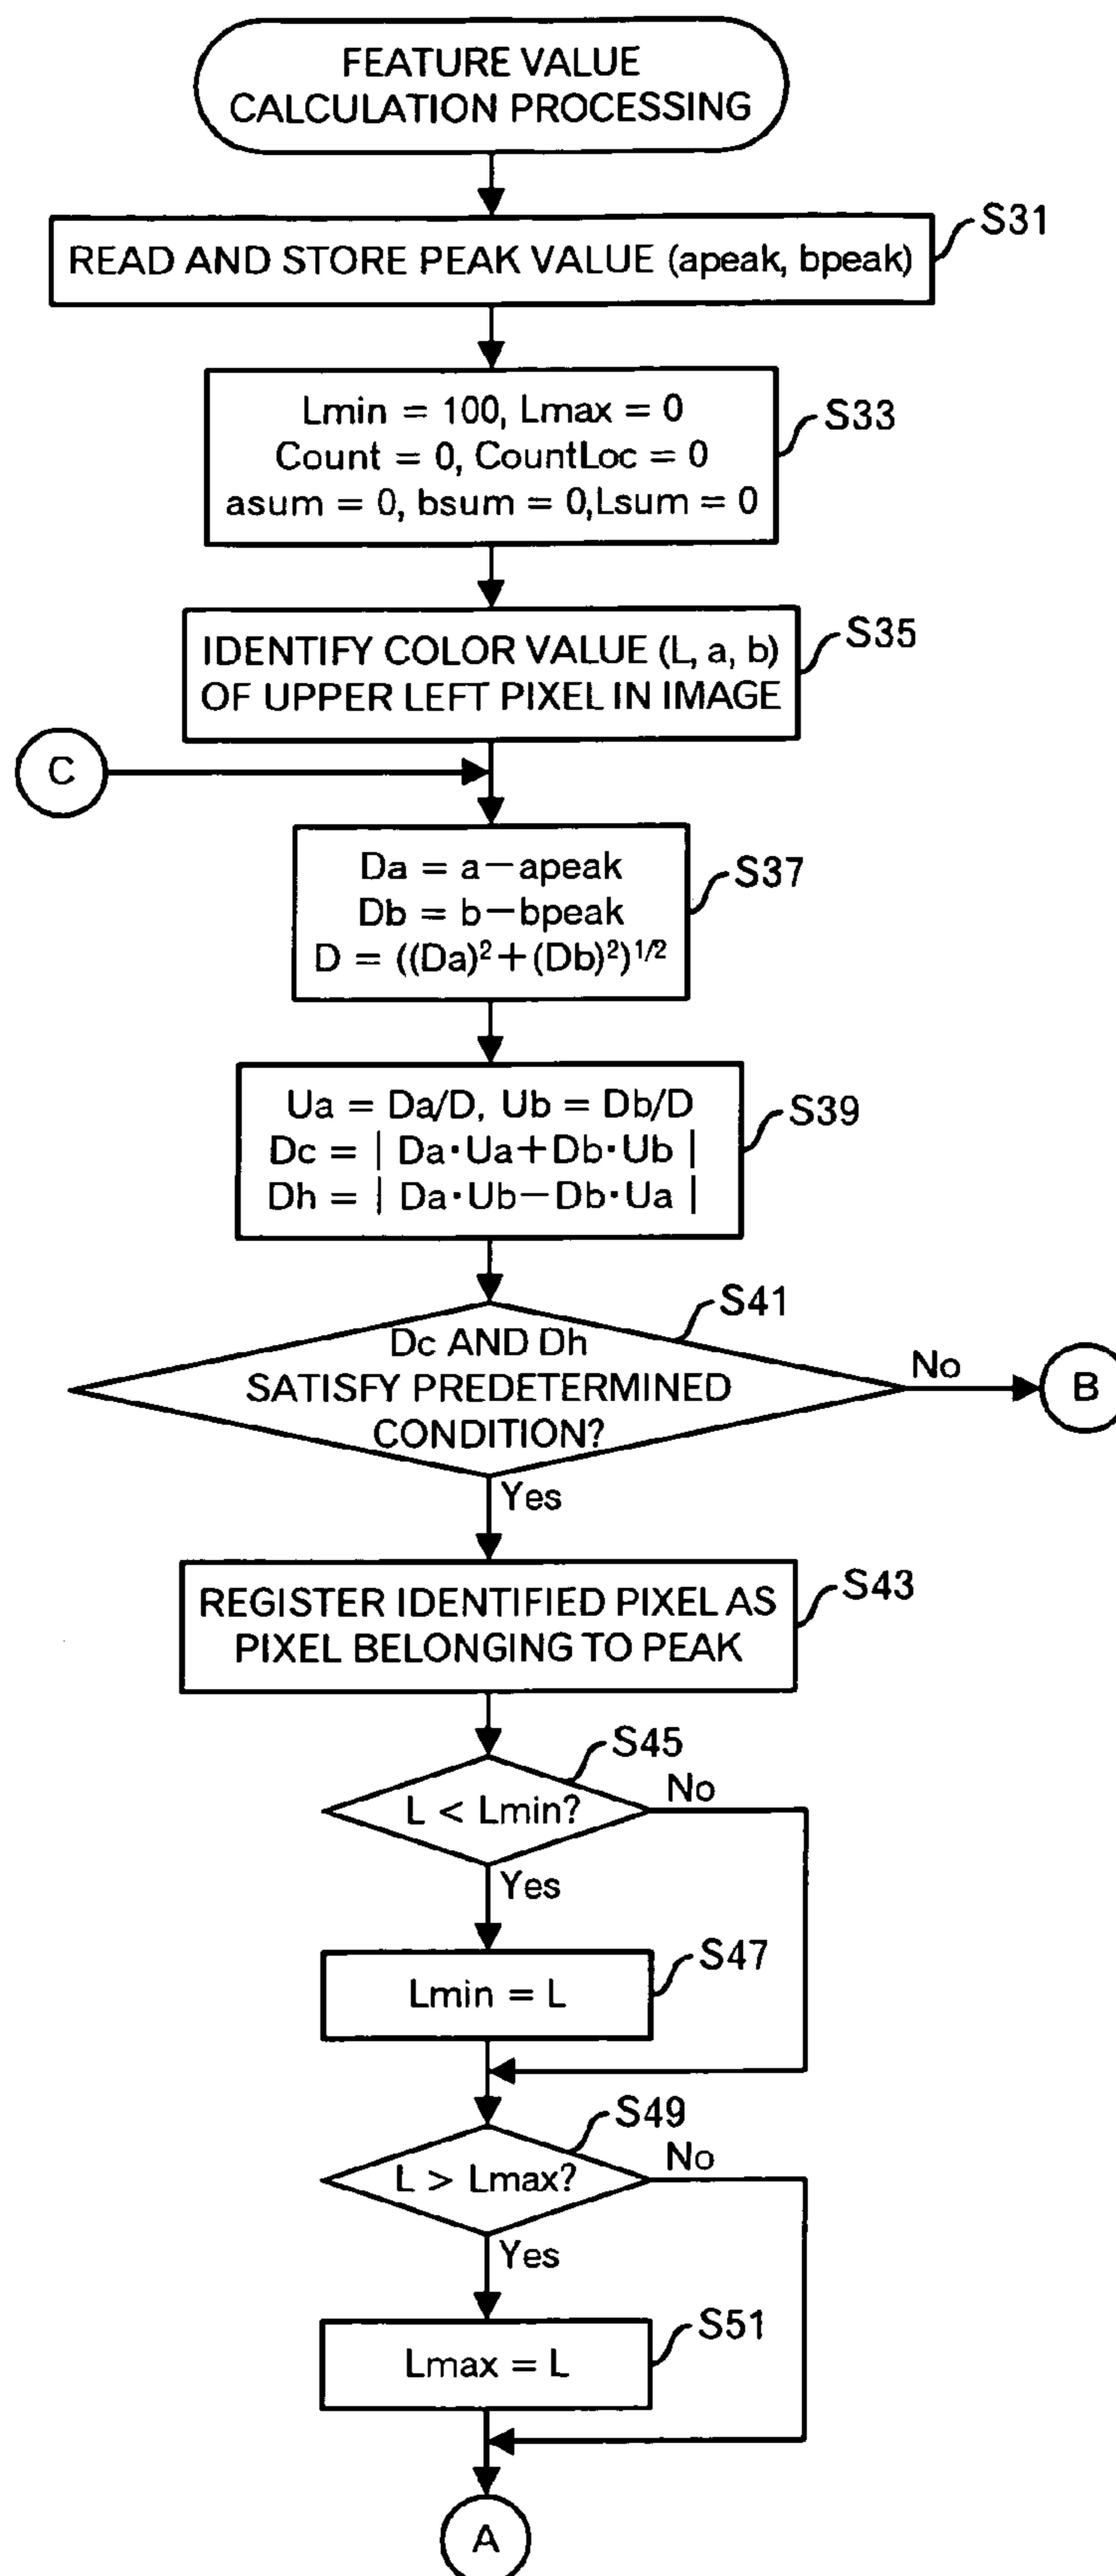 FEATURE VALUE
CALCULATION PROCESSING
S31
READ AND STORE PEAK VALUE (apeak, bpeak)
S33
Lmin = 100, Lmax = 0
Count = 0, CountLoc = 0
asum = 0, bsum = 0,Lsum = 0
S35
IDENTIFY COLOR VALUE (L, a, b)
OF UPPER LEFT PIXEL IN IMAGE
C
S37
Da = a−apeak
Db = b−bpeak
D = ((Da)²+(Db)²)¹/²
S39
Ua = Da/D, Ub = Db/D
Dc = | Da·Ua+Db·Ub |
Dh = | Da·Ub−Db·Ua |
S41
Dc AND Dh
SATISFY PREDETERMINED
CONDITION?
No
B
Yes
S43
REGISTER IDENTIFIED PIXEL AS
PIXEL BELONGING TO PEAK
S45
L < Lmin?
No
Yes
S47
Lmin = L
S49
L > Lmax?
No
Yes
S51
Lmax = L
A